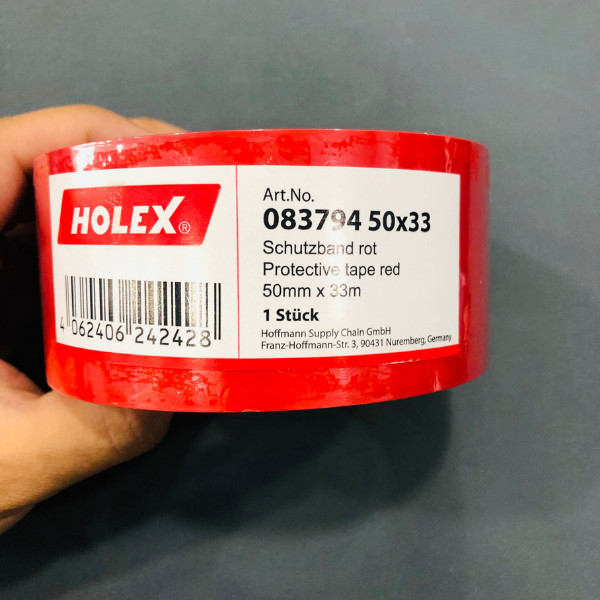 HOLEX®
4 062406 242428
Art.No.
083794 50x33
Schutzband rot
Protective tape red
50mm x 33m
1 Stück
Hoffmann Supply Chain GmbH
Franz-Hoffmann-Str. 3, 90431 Nuremberg, Germany